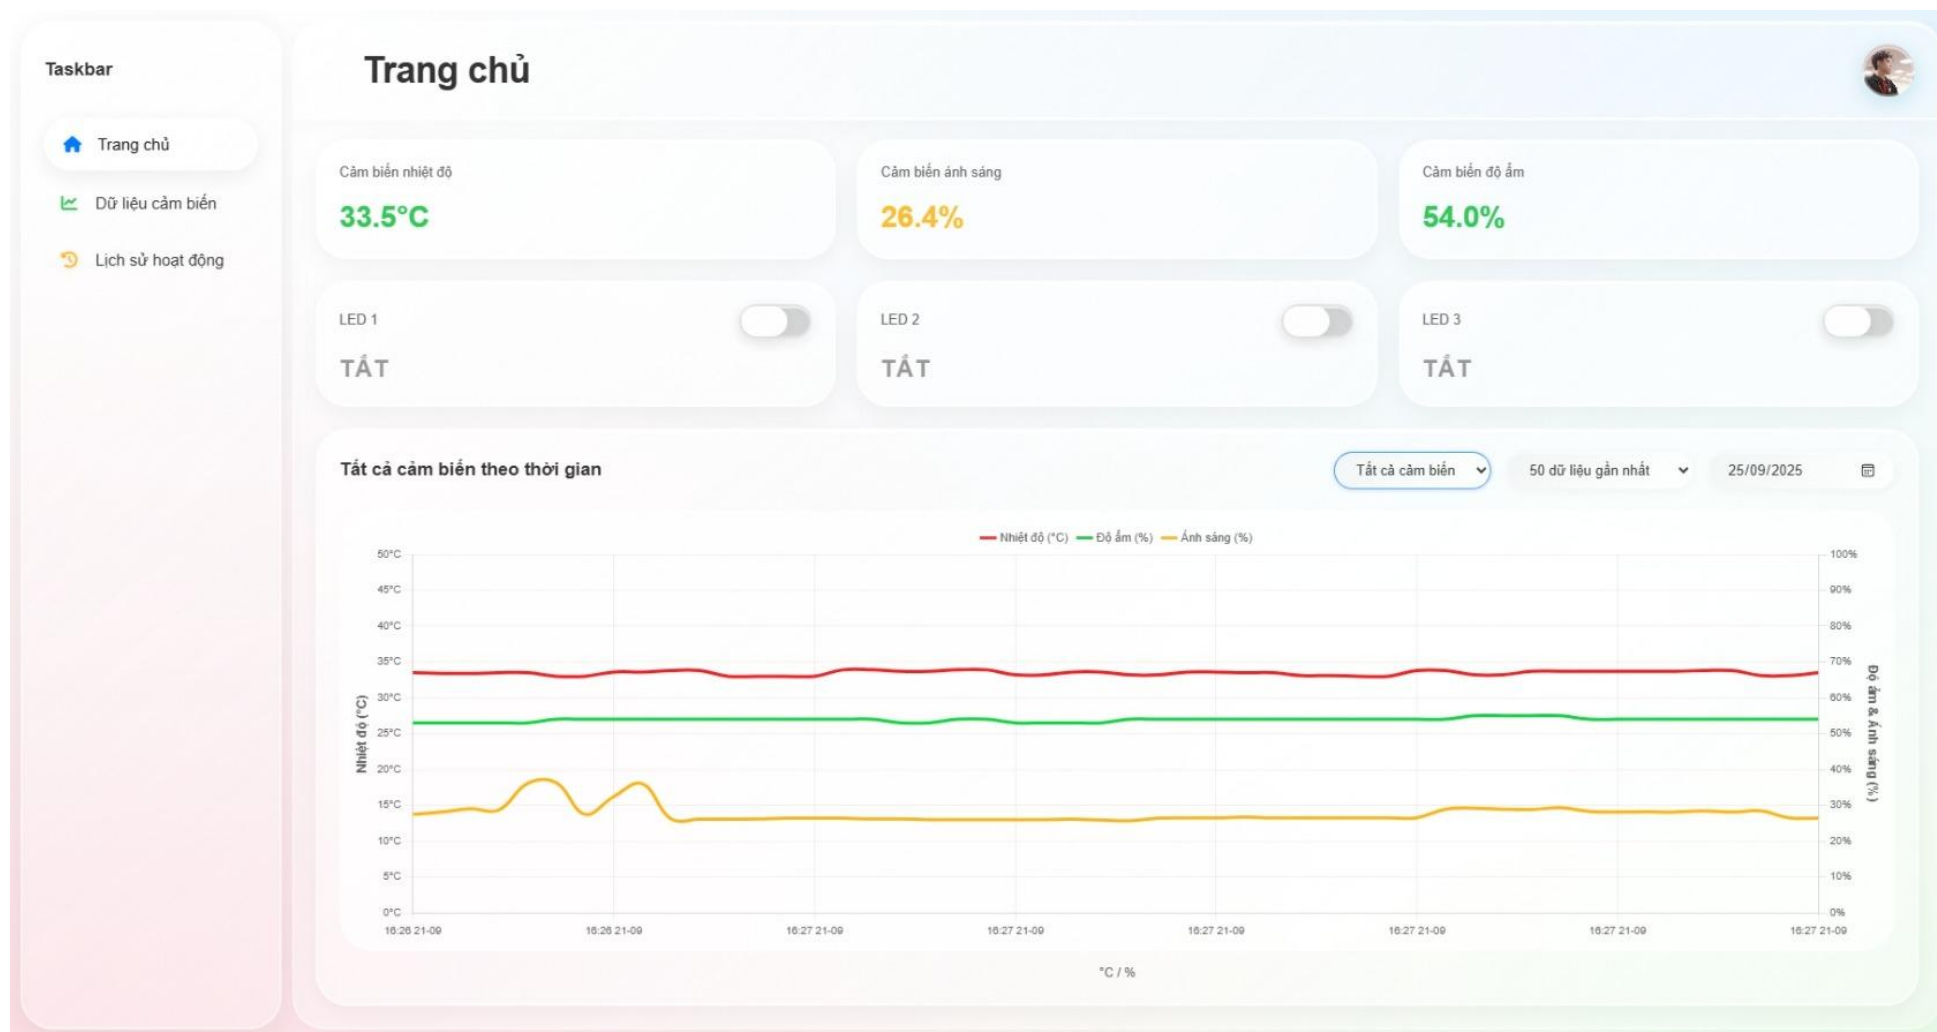 Taskbar
Trang chủ
Dữ liệu cảm biến
Lịch sử hoạt động
Trang chủ
Cảm biến nhiệt độ
33.5°C
Cảm biến ánh sáng
26.4%
Cảm biến độ ẩm
54.0%
LED 1
TẮT
LED 2
TẮT
LED 3
TẮT
Tất cả cảm biến theo thời gian
Tất cả cảm biến
50 dữ liệu gần nhất
25/09/2025
Nhiệt độ (°C) Độ ẩm (%) Ánh sáng (%)
50°C
45°C
40°C
35°C
30°C
25°C
20°C
15°C
10°C
5°C
0°C
Nhiệt độ (°C)
100%
90%
80%
70%
60%
50%
40%
30%
20%
10%
0%
Độ ẩm & Ánh sáng (%)
16:26 21-09 16:26 21-09 16:27 21-09 16:27 21-09 16:27 21-09 16:27 21-09 16:27 21-09 16:27 21-09
°C / %